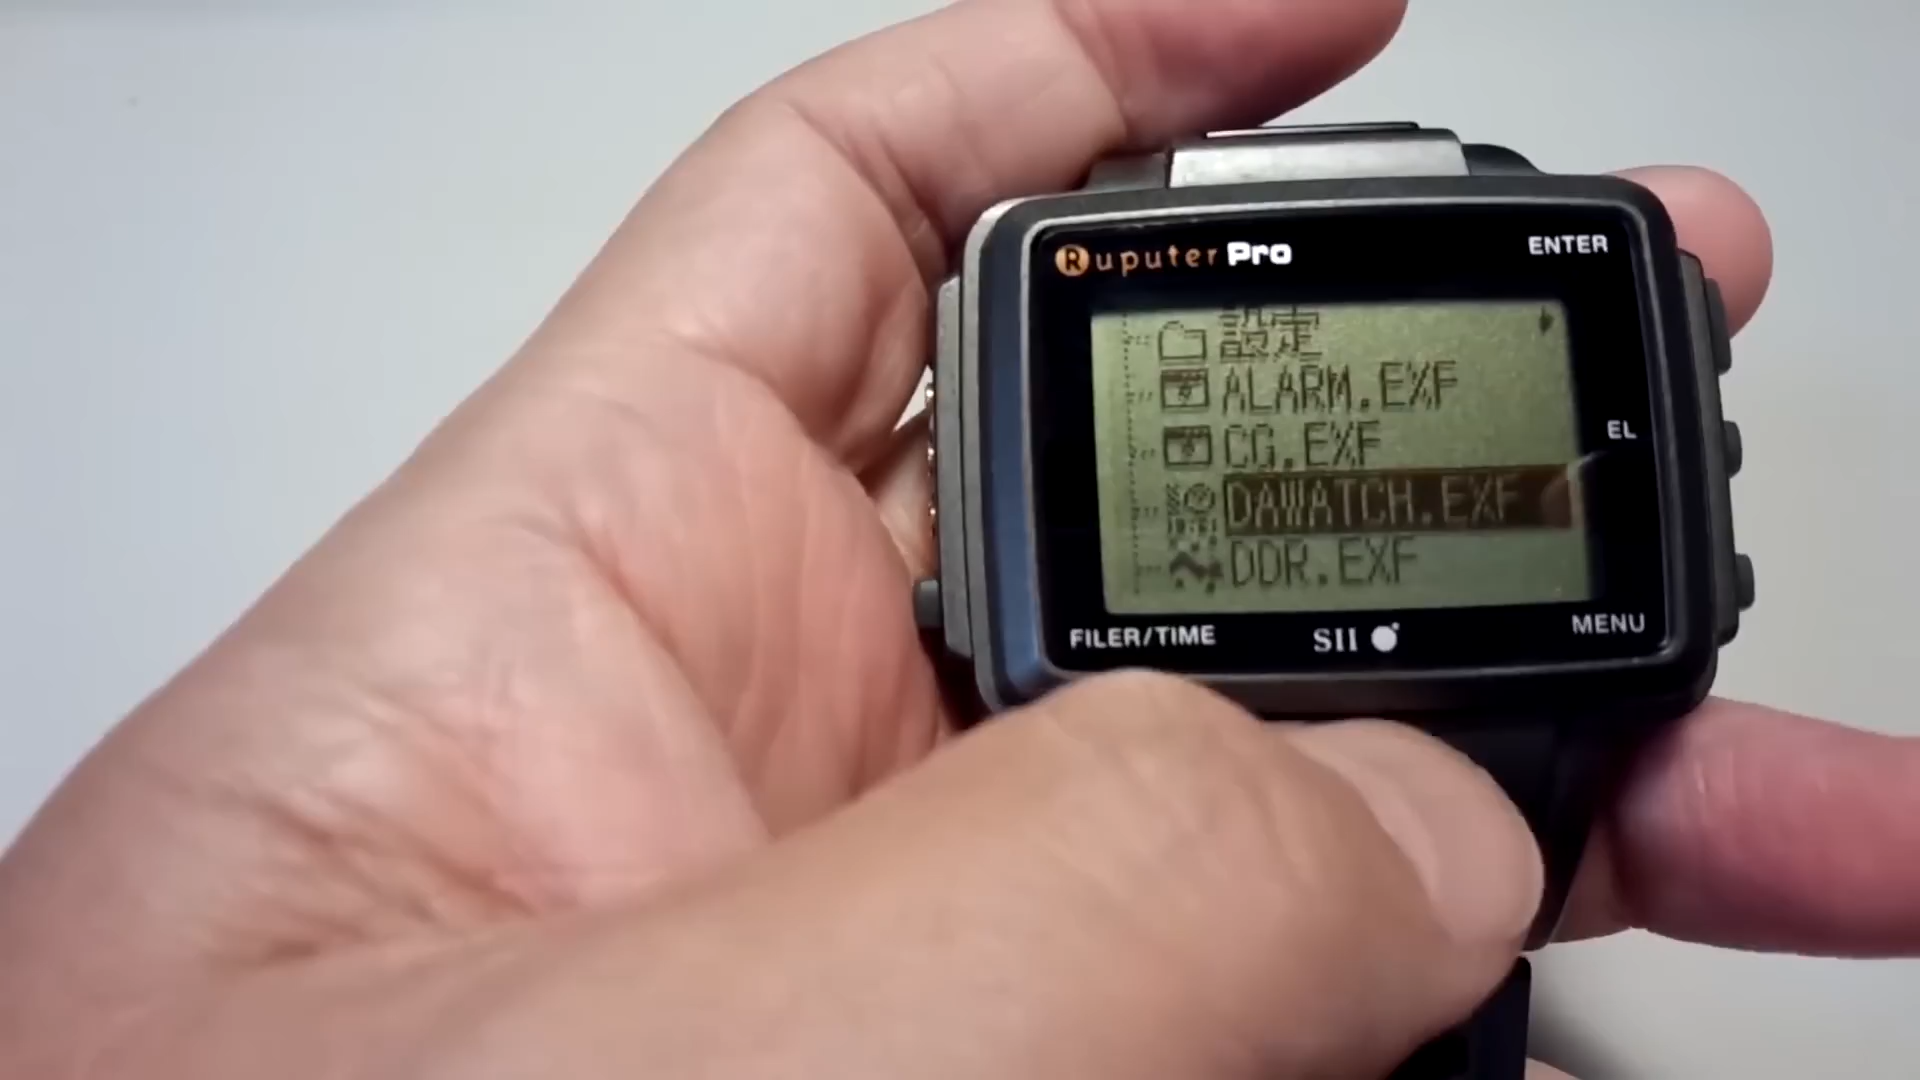 Ruputer Pro
ENTER
設定
ALARM.EXF
CG.EXF
EL
DAWATCH.EXF
DDR.EXF
FILER/TIME
SII
MENU